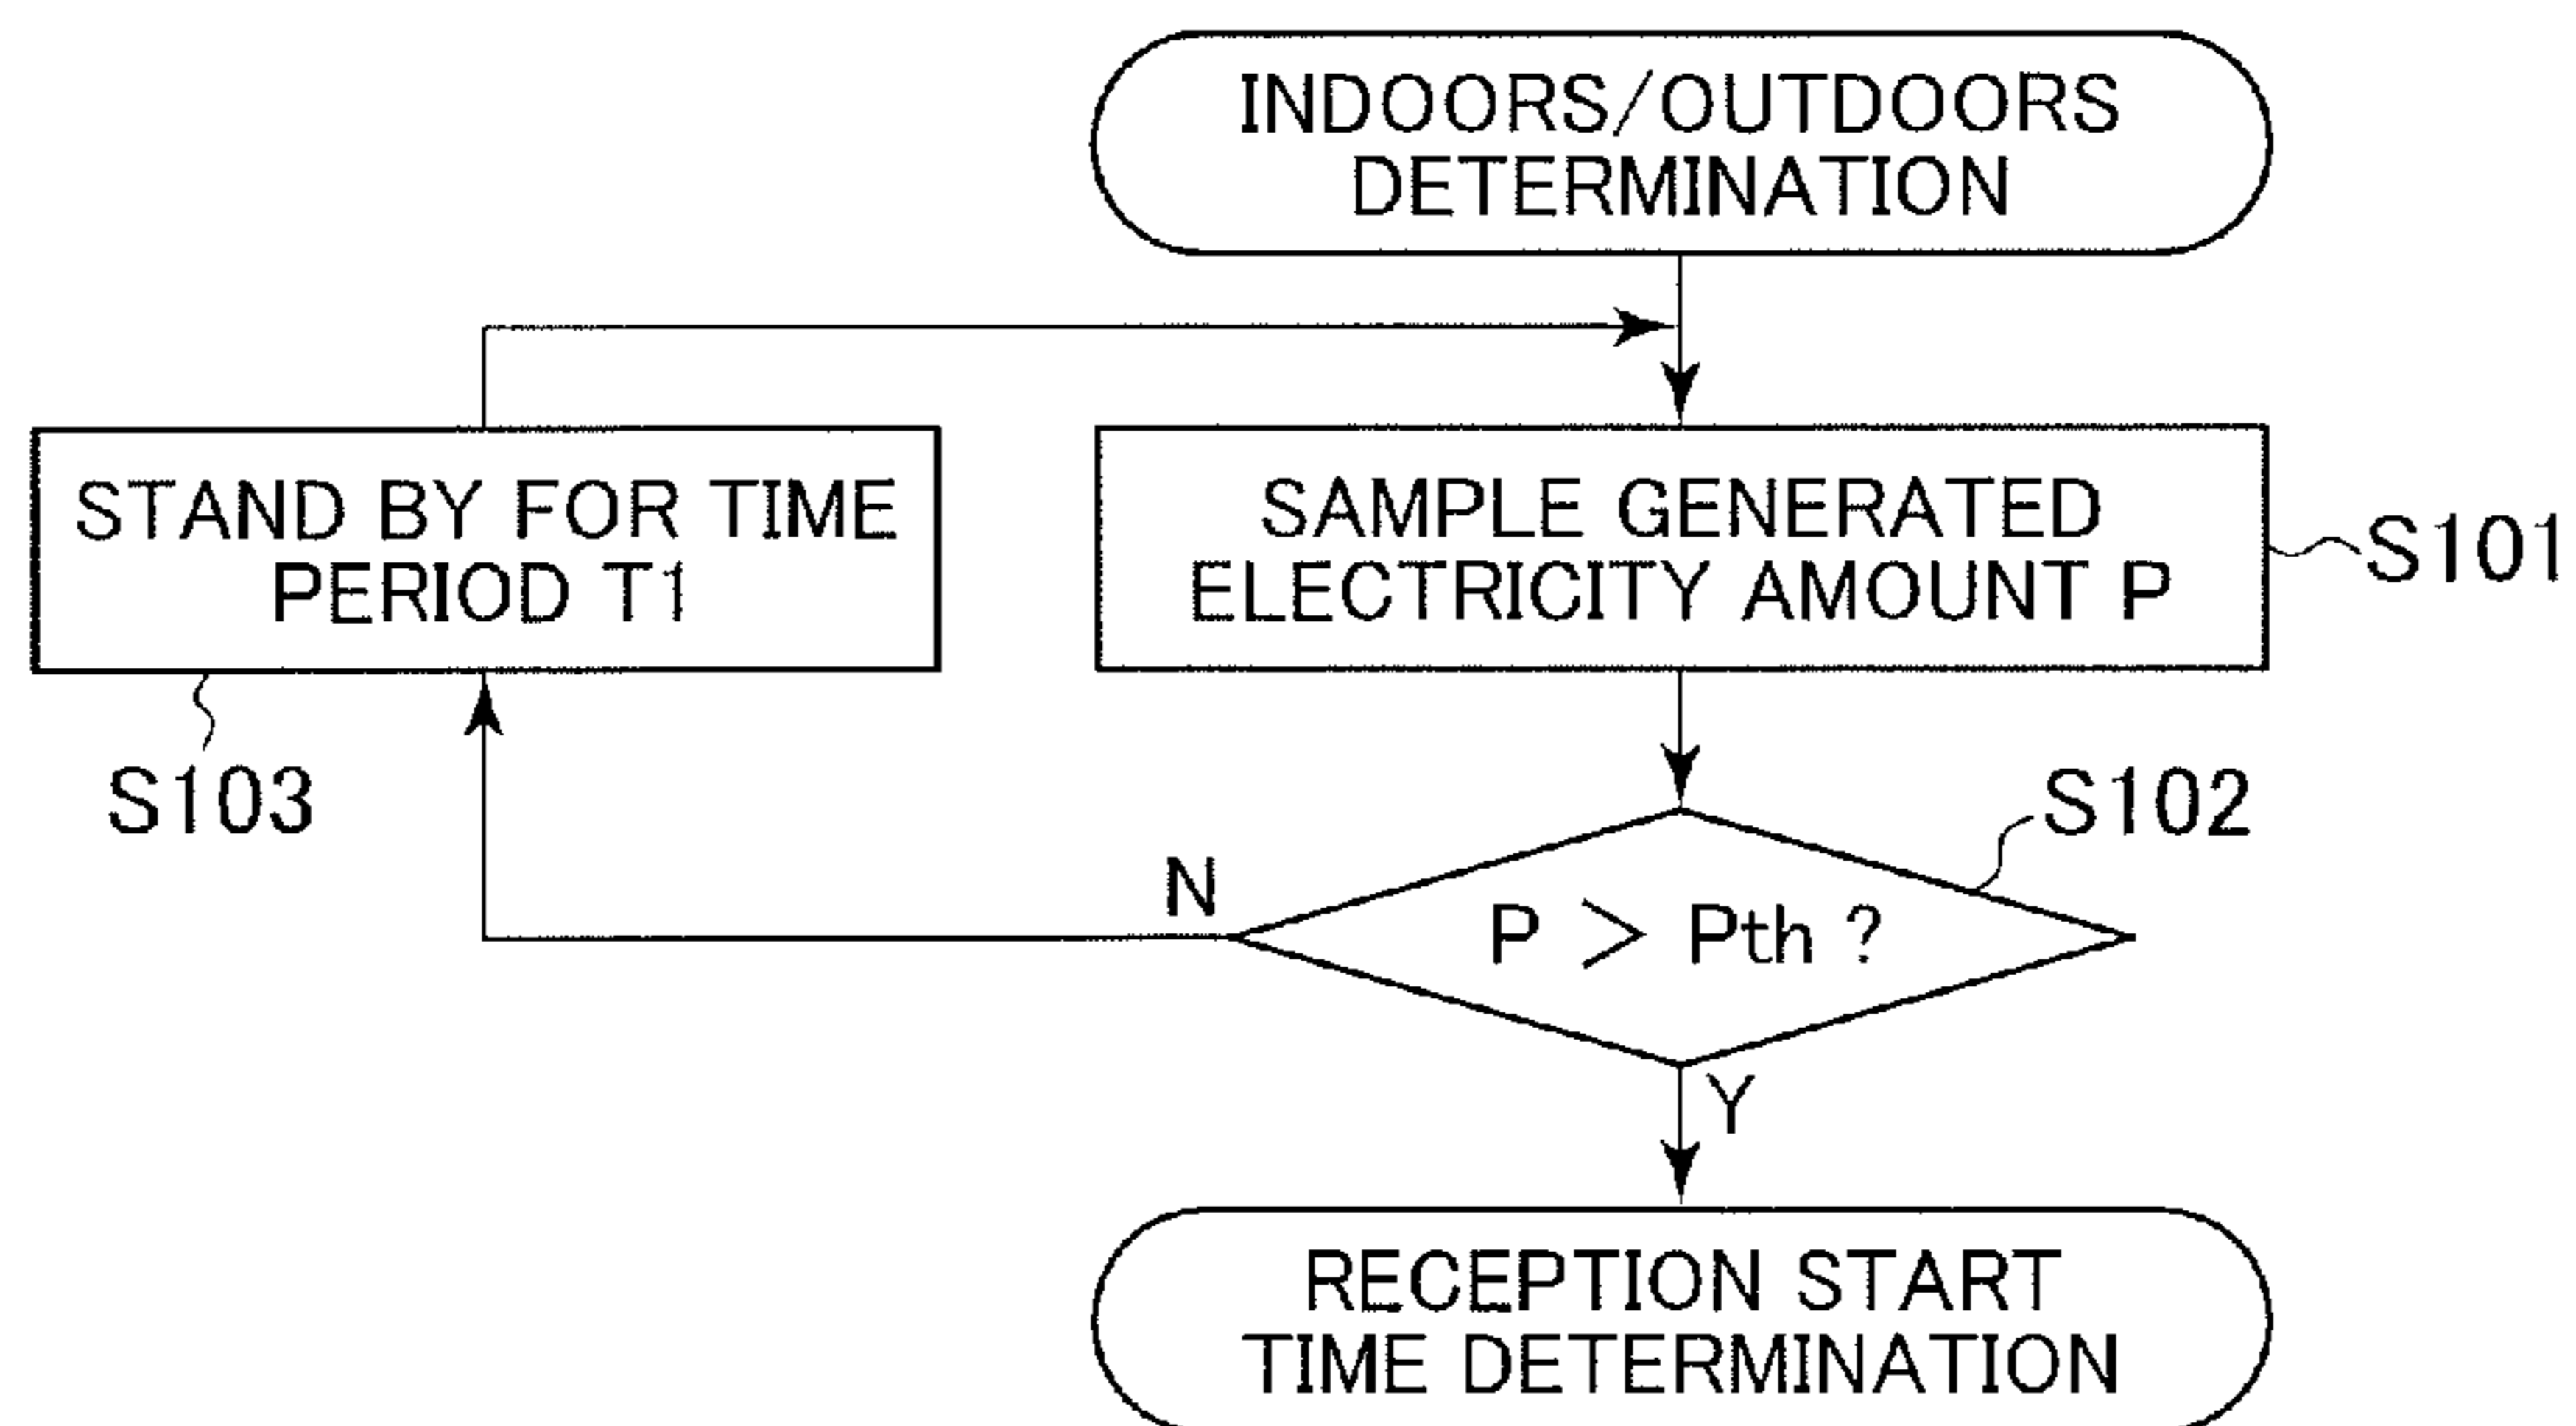 INDOORS/OUTDOORS
DETERMINATION
STAND BY FOR TIME
PERIOD T1
S103
SAMPLE GENERATED
ELECTRICITY AMOUNT P
S101
S102
N
P > Pth ?
Y
RECEPTION START
TIME DETERMINATION